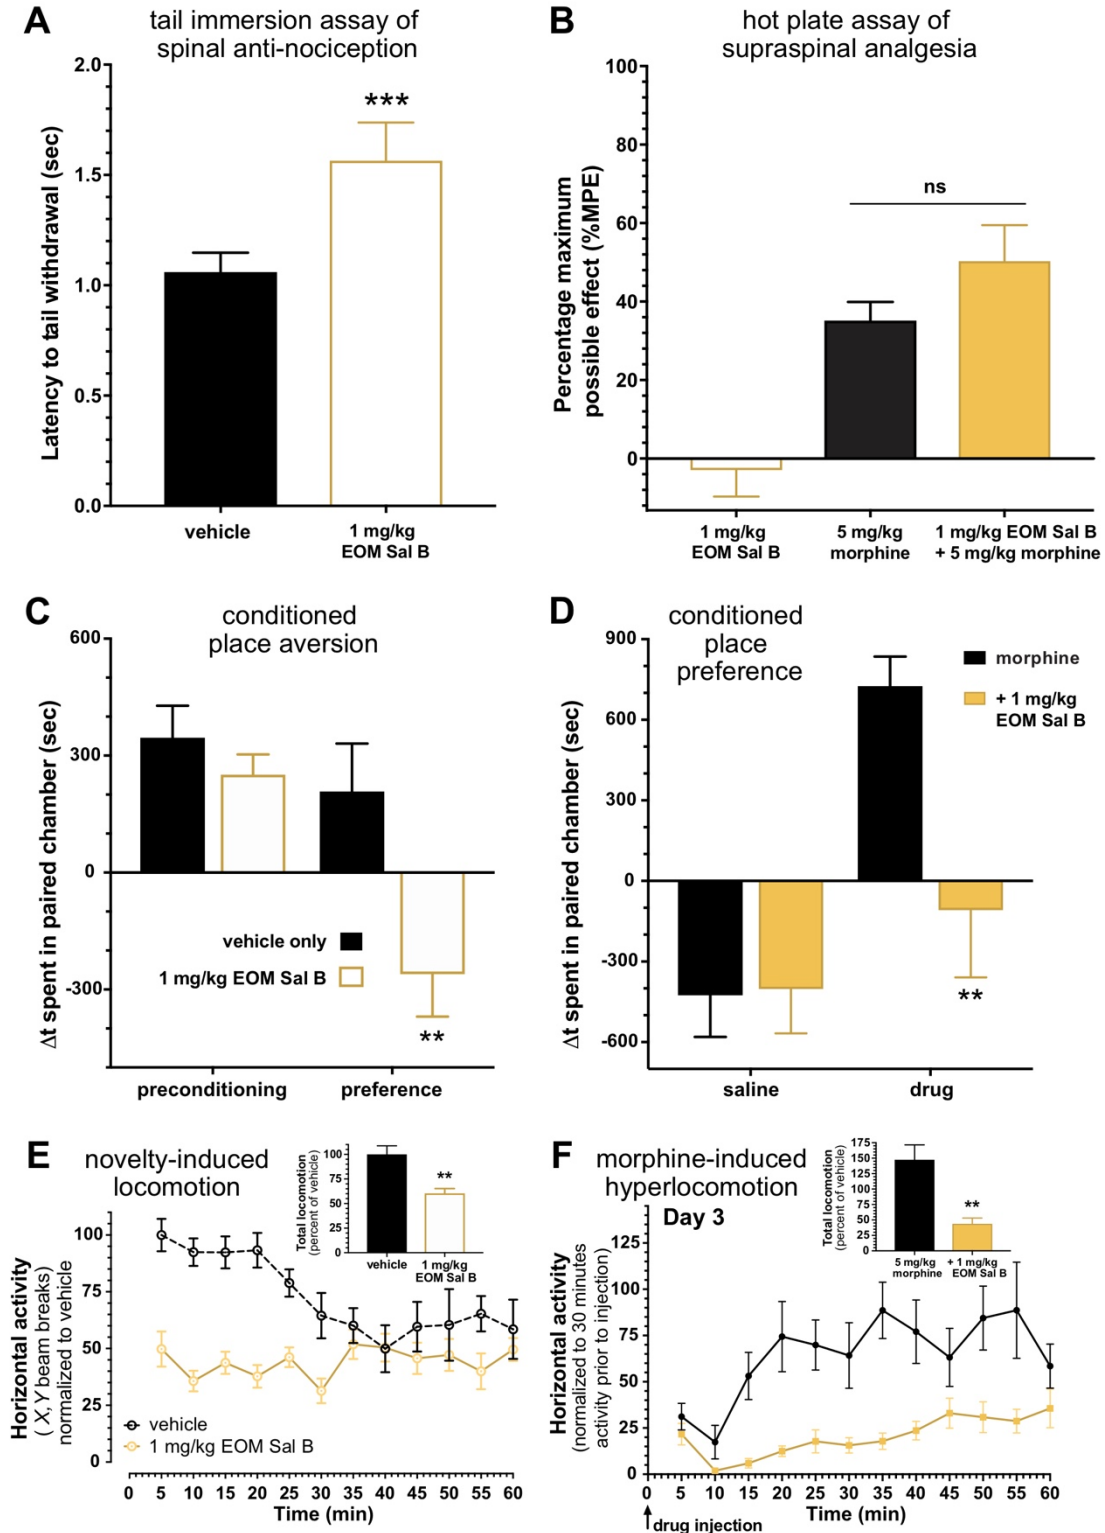 A
tail immersion assay of
spinal anti-nociception
Latency to tail withdrawal (sec)
2.0
1.5
1.0
0.5
0.0
***
vehicle
1 mg/kg
EOM Sal B
B
hot plate assay of
supraspinal analgesia
Percentage maximum
possible effect (%MPE)
100
80
60
40
20
0
ns
1 mg/kg
EOM Sal B
5 mg/kg
morphine
1 mg/kg EOM Sal B
+ 5 mg/kg morphine
C
conditioned
place aversion
Δt spent in paired chamber (sec)
600
300
0
-300
vehicle only
1 mg/kg EOM Sal B
**
preconditioning
preference
D
conditioned
place
preference
Δt spent in paired chamber (sec)
900
600
300
0
-300
-600
morphine
+ 1 mg/kg
EOM Sal B
**
saline
drug
E
novelty-induced
locomotion
Horizontal activity
( X,Y beam breaks)
normalized to vehicle
100
75
50
25
0
vehicle
1 mg/kg EOM Sal B
0 5 10 15 20 25 30 35 40 45 50 55 60
Time (min)
Total locomotion
(percent of vehicle)
100
75
50
25
0
**
vehicle
1 mg/kg
EOM Sal B
F
morphine-induced
hyperlocomotion
Day 3
Horizontal activity
(normalized to 30 minutes
activity prior to injection)
125
100
75
50
25
0
0 5 10 15 20 25 30 35 40 45 50 55 60
Time (min)
drug injection
Total locomotion
(percent of vehicle)
175
150
125
100
75
50
25
0
**
5 mg/kg
morphine
+ 1 mg/kg
EOM Sal B